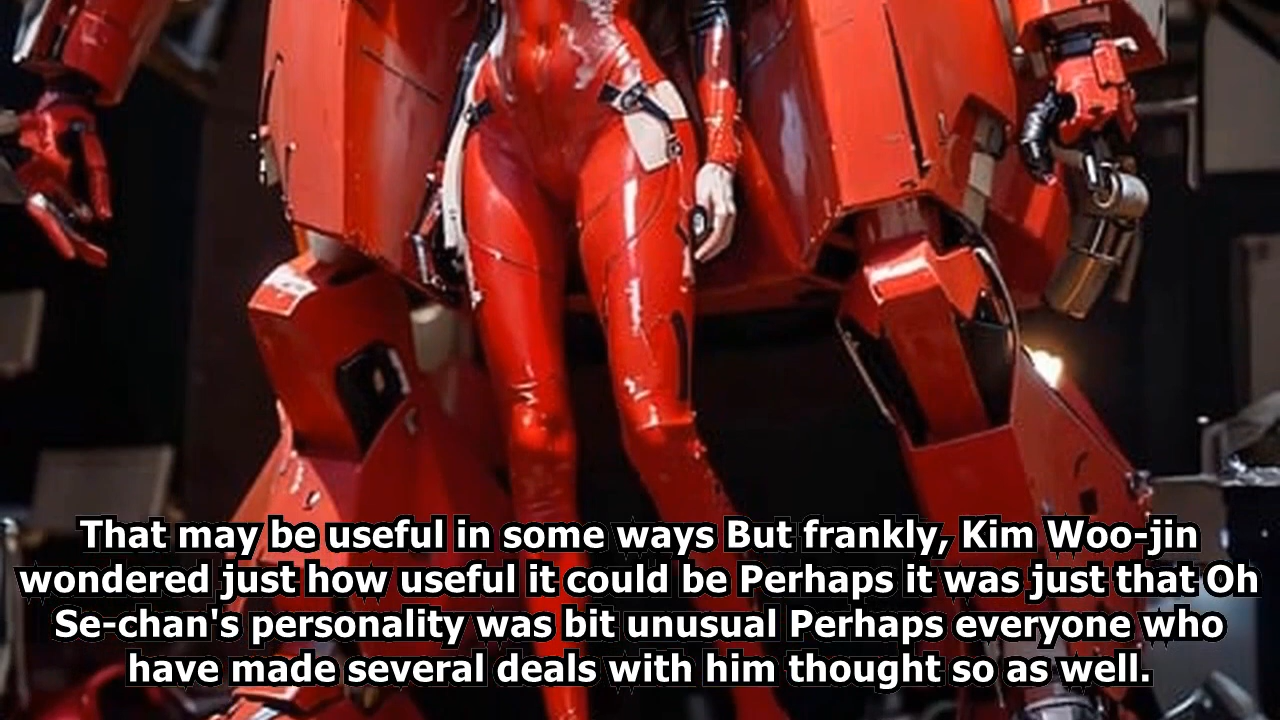 That may be useful in some ways But frankly, Kim Woo-jin
wondered just how useful it could be Perhaps it was just that Oh
Se-chan's personality was bit unusual Perhaps everyone who
have made several deals with him thought so as well.